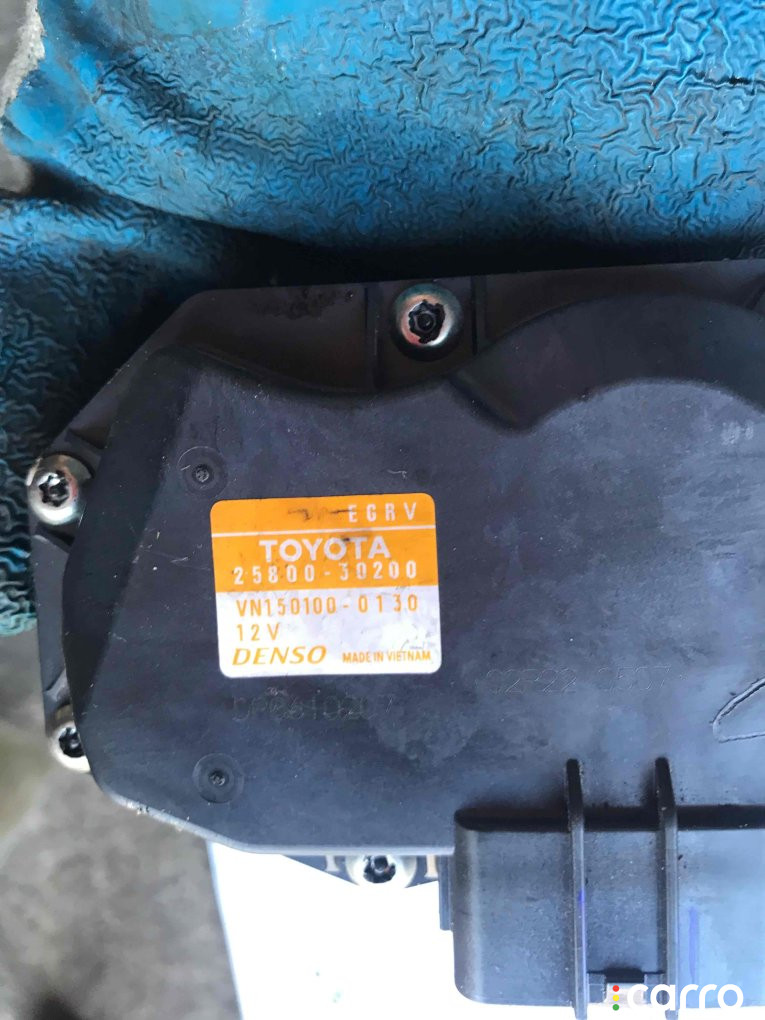 EGRV
TOYOTA
25800-30200
VN150100-0130
12V
DENSO MADE IN VIETNAM
carro